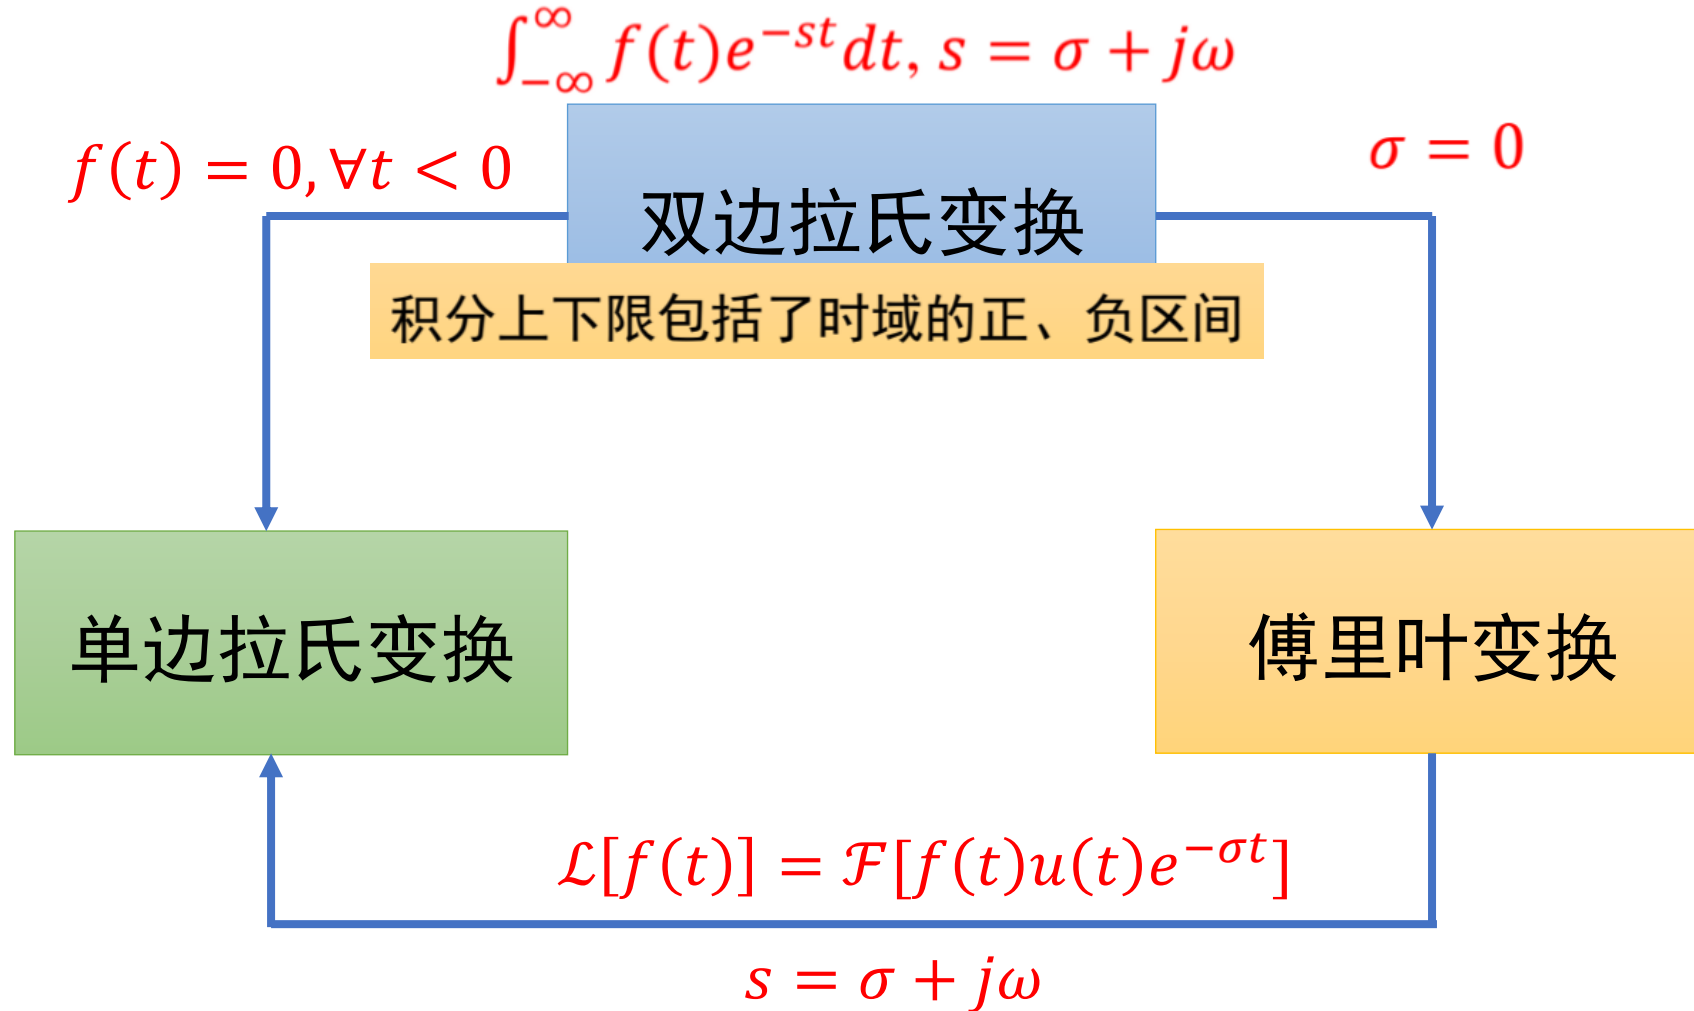 ∫_{-∞}^{∞} f(t)e^{-st}dt, s = σ + jω
f(t) = 0, ∀t < 0
σ = 0
双边拉氏变换
积分上下限包括了时域的正、负区间
单边拉氏变换
傅里叶变换
ℒ[f(t)] = ℱ[f(t)u(t)e^{-σt}]
s = σ + jω